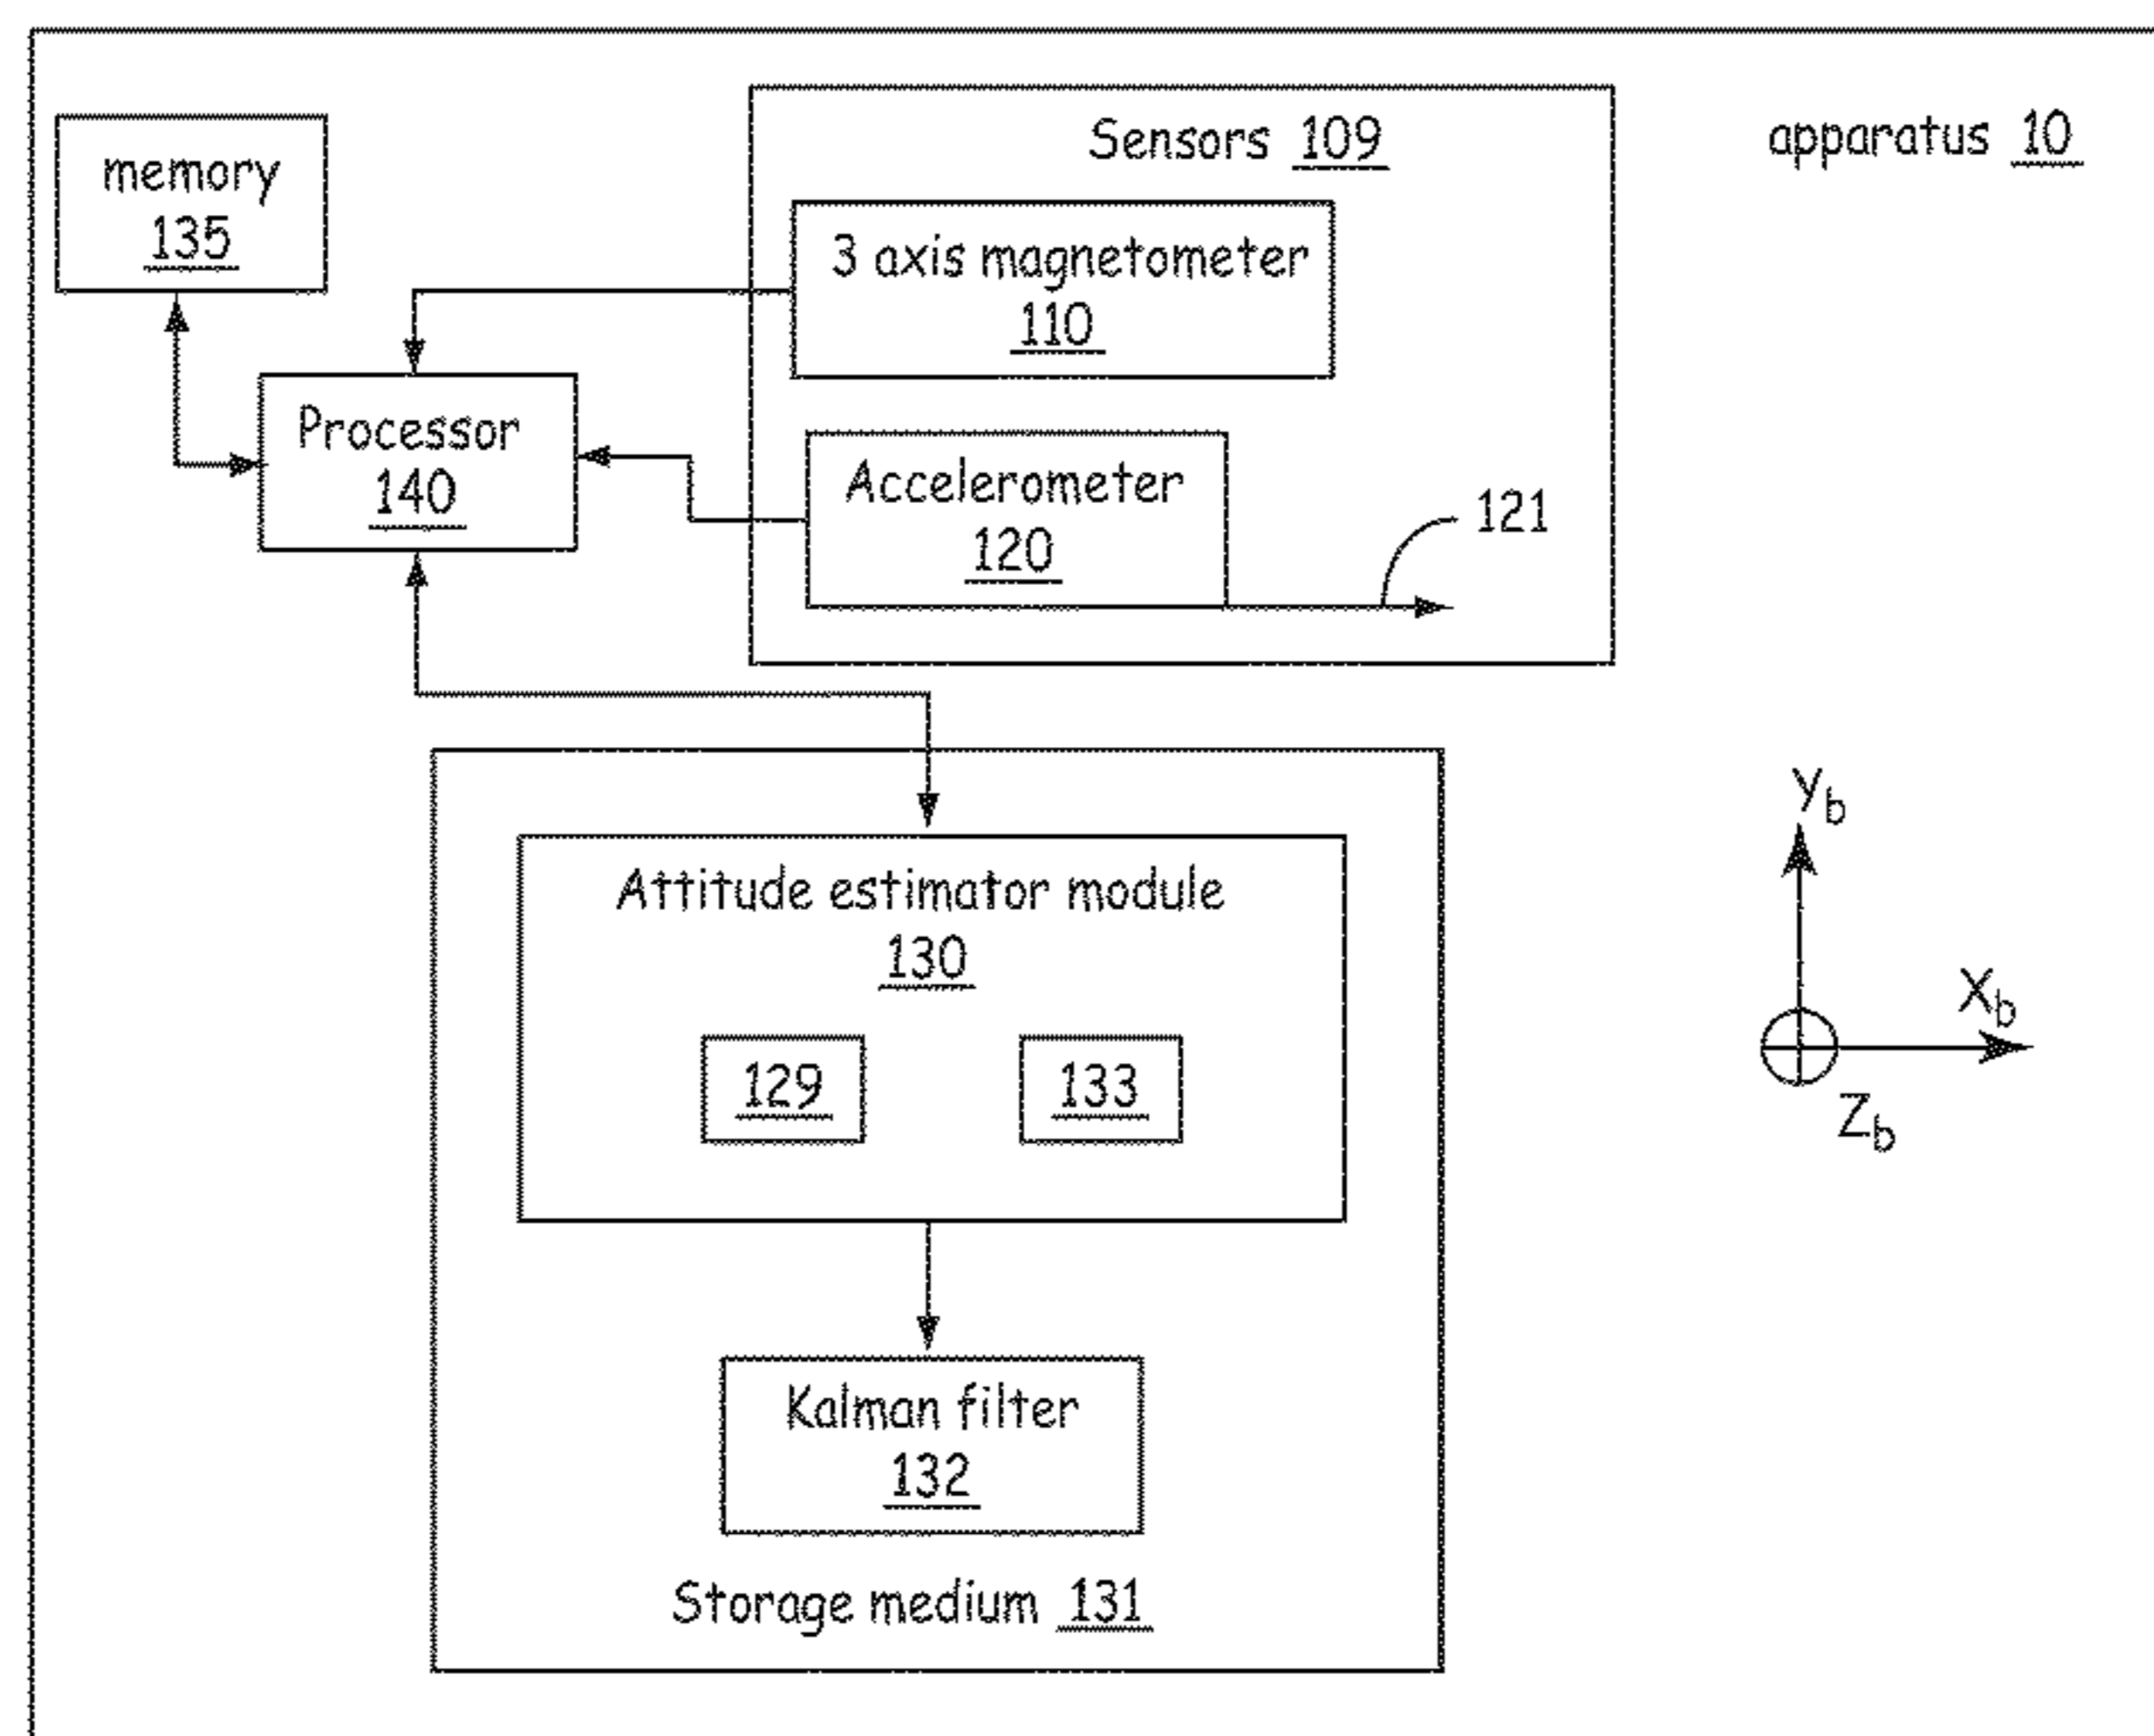 apparatus 10
memory
135
Sensors 109
3 axis magnetometer
110
Processor
140
Accelerometer
120
121
Attitude estimator module
130
129
133
Kalman filter
132
Storage medium 131
yb
xb
zb